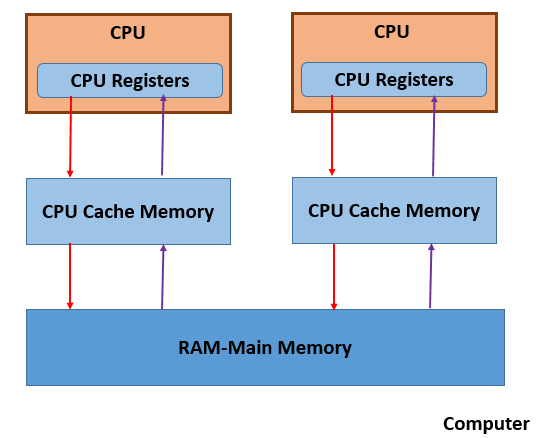 CPU
CPU
CPU Registers
CPU Registers
CPU Cache Memory
CPU Cache Memory
RAM-Main Memory
Computer